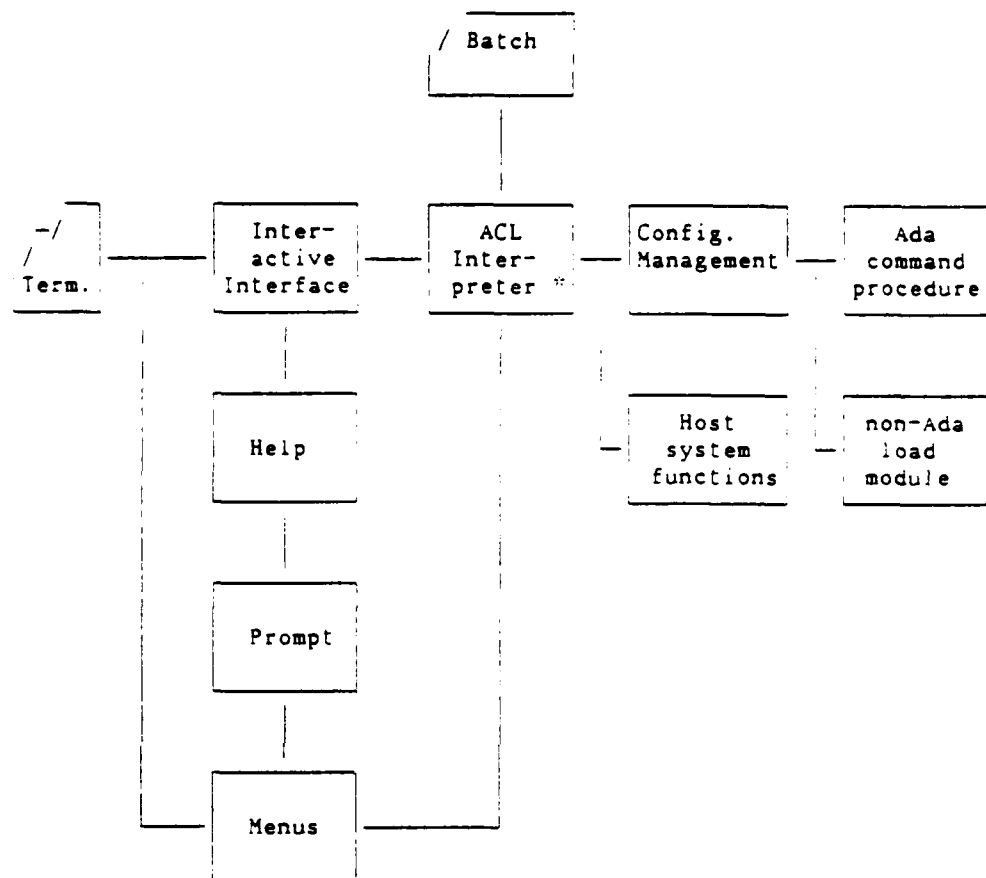 / Batch
-/
/
Term.
Inter-
active
Interface
ACL
Inter-
preter *
Config.
Management
Ada
command
procedure
Help
Host
system
functions
non-Ada
load
module
Prompt
Menus